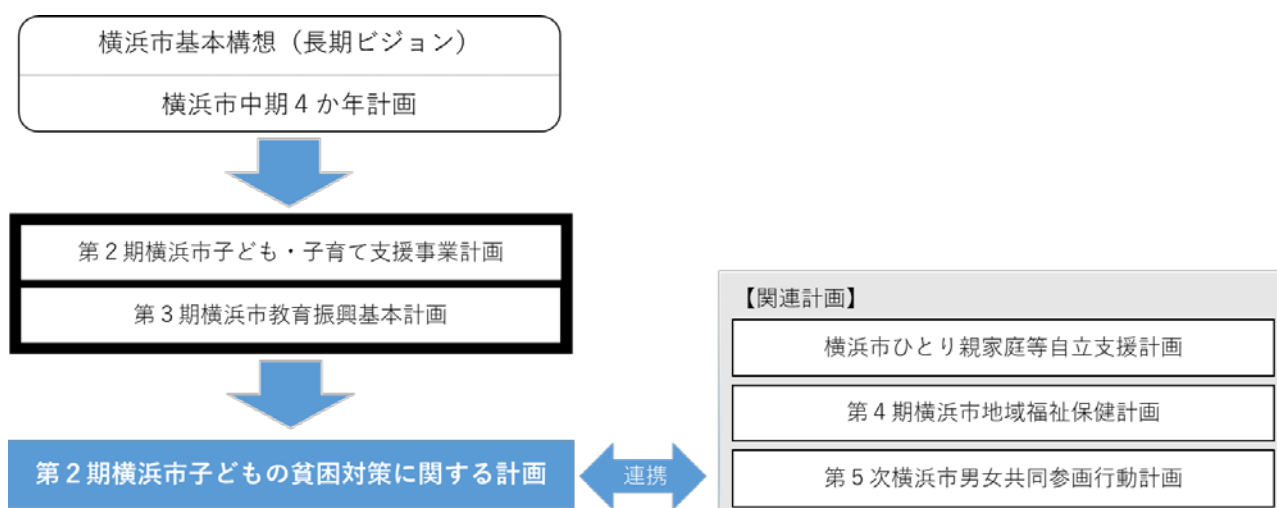 横浜市基本構想（長期ビジョン）
横浜市中期４か年計画
第２期横浜市子ども・子育て支援事業計画
第３期横浜市教育振興基本計画
第２期横浜市子どもの貧困対策に関する計画
連携
【関連計画】
横浜市ひとり親家庭等自立支援計画
第４期横浜市地域福祉保健計画
第５次横浜市男女共同参画行動計画